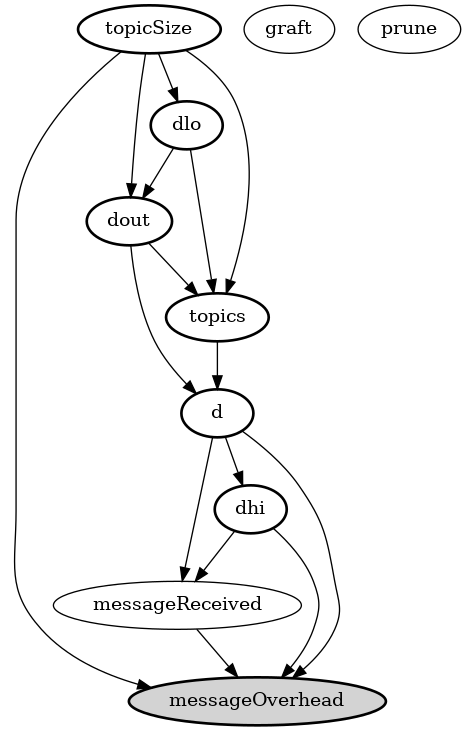 topicSize graft prune
dlo
dout
topics
d
dhi
messageReceived
messageOverhead